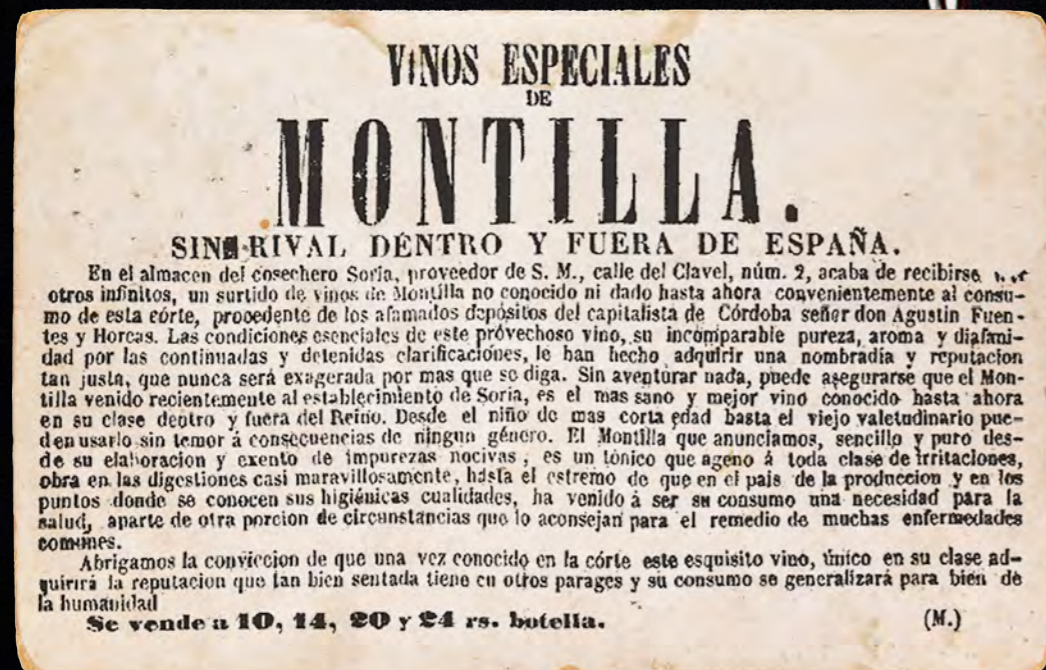 VINOS ESPECIALES
DE
MONTILLA.
SIN RIVAL DENTRO Y FUERA DE ESPAÑA.
En el almacen del cosechero Soria, proveedor de S. M., calle del Clavel, núm. 2, acaba de recibirse
otros infinitos, un surtido de vinos de Montilla no conocido ni dado hasta ahora convenientemente al consu-
mo de esta córte, procedente de los afamados depósitos del capitalista de Córdoba señor don Agustin Fuen-
tes y Horcas. Las condiciones esenciales de este provechoso vino, su incomparable pureza, aroma y diafani-
dad por las continuadas y detenidas clarificaciones, le han hecho adquirir una nombradia y reputacion
tan justa, que nunca será exagerada por mas que se diga. Sin aventurar nada, puede asegurarse que el Mon-
tilla venido recientemente al establecimiento de Soria, es el mas sano y mejor vino conocido hasta ahora
en su clase dentro y fuera del Reino. Desde el niño de mas corta edad hasta el viejo valetudinario pue-
den usarlo sin temor á consecuencias de ningun género. El Montilla que anunciamos, sencillo y puro des-
de su elaboracion y exento de impurezas nocivas, es un tónico que ageno á toda clase de irritaciones,
obra en las digestiones casi maravillosamente, hasta el estremo de que en el pais de la produccion y en los
puntos donde se conocen sus higiénicas cualidades, ha venido á ser su consumo una necesidad para la
salud, aparte de otra porcion de circunstancias que lo aconsejan para el remedio de muchas enfermedades
comunes.
Abrigamos la conviccion de que una vez conocido en la córte este esquisito vino, único en su clase ad-
quirirá la reputacion que tan bien sentada tiene en otros parages y su consumo se generalizará para bien de
la humanidad
Se vende a 10, 14, 20 y 24 rs. botella. (M.)